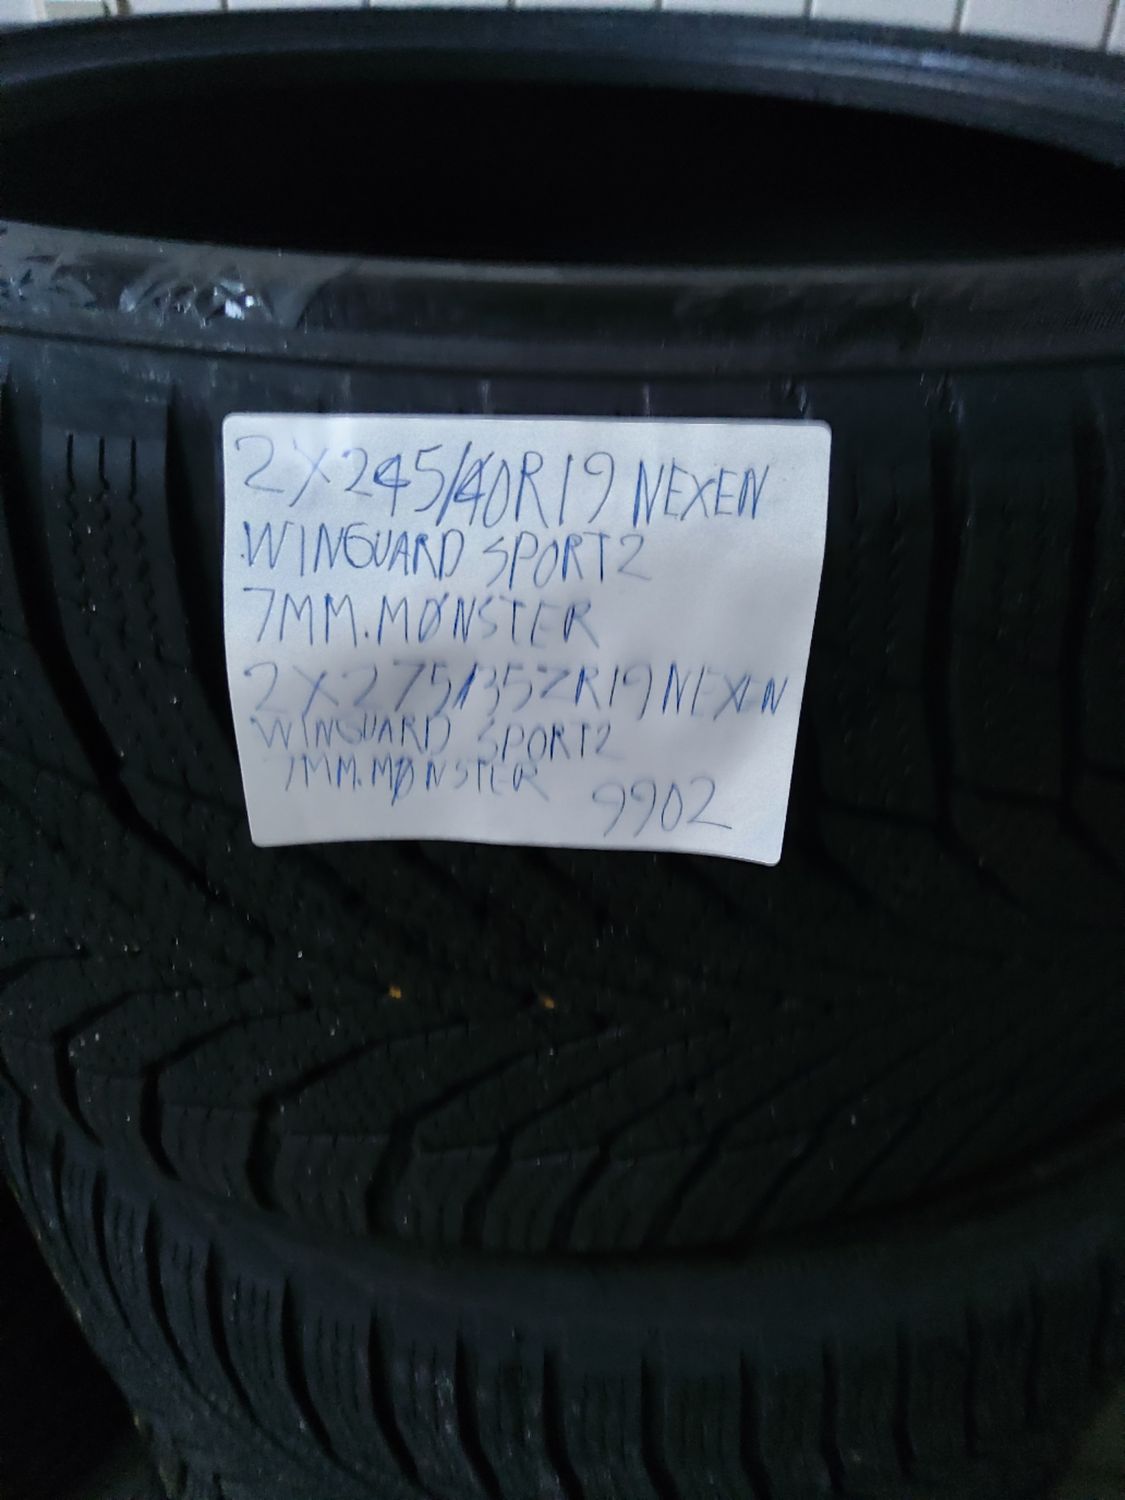 2X245/40R19 NEXEN
WINGUARD SPORT2
7MM.MØNSTER
2X275/35ZR19 NEXEN
WINGUARD SPORT2
7MM.MØNSTER
9902